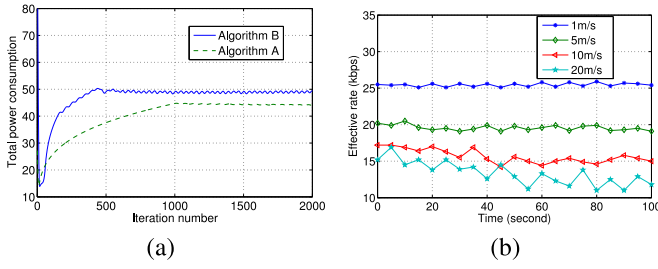 80
70
60
50
40
30
20
10
0
500
1000
1500
2000
Total power consumption
Iteration number
Algorithm B
Algorithm A
(a)
35
30
25
20
15
10
0
20
40
60
80
100
Effective rate (kbps)
Time (second)
1m/s
5m/s
10m/s
20m/s
(b)